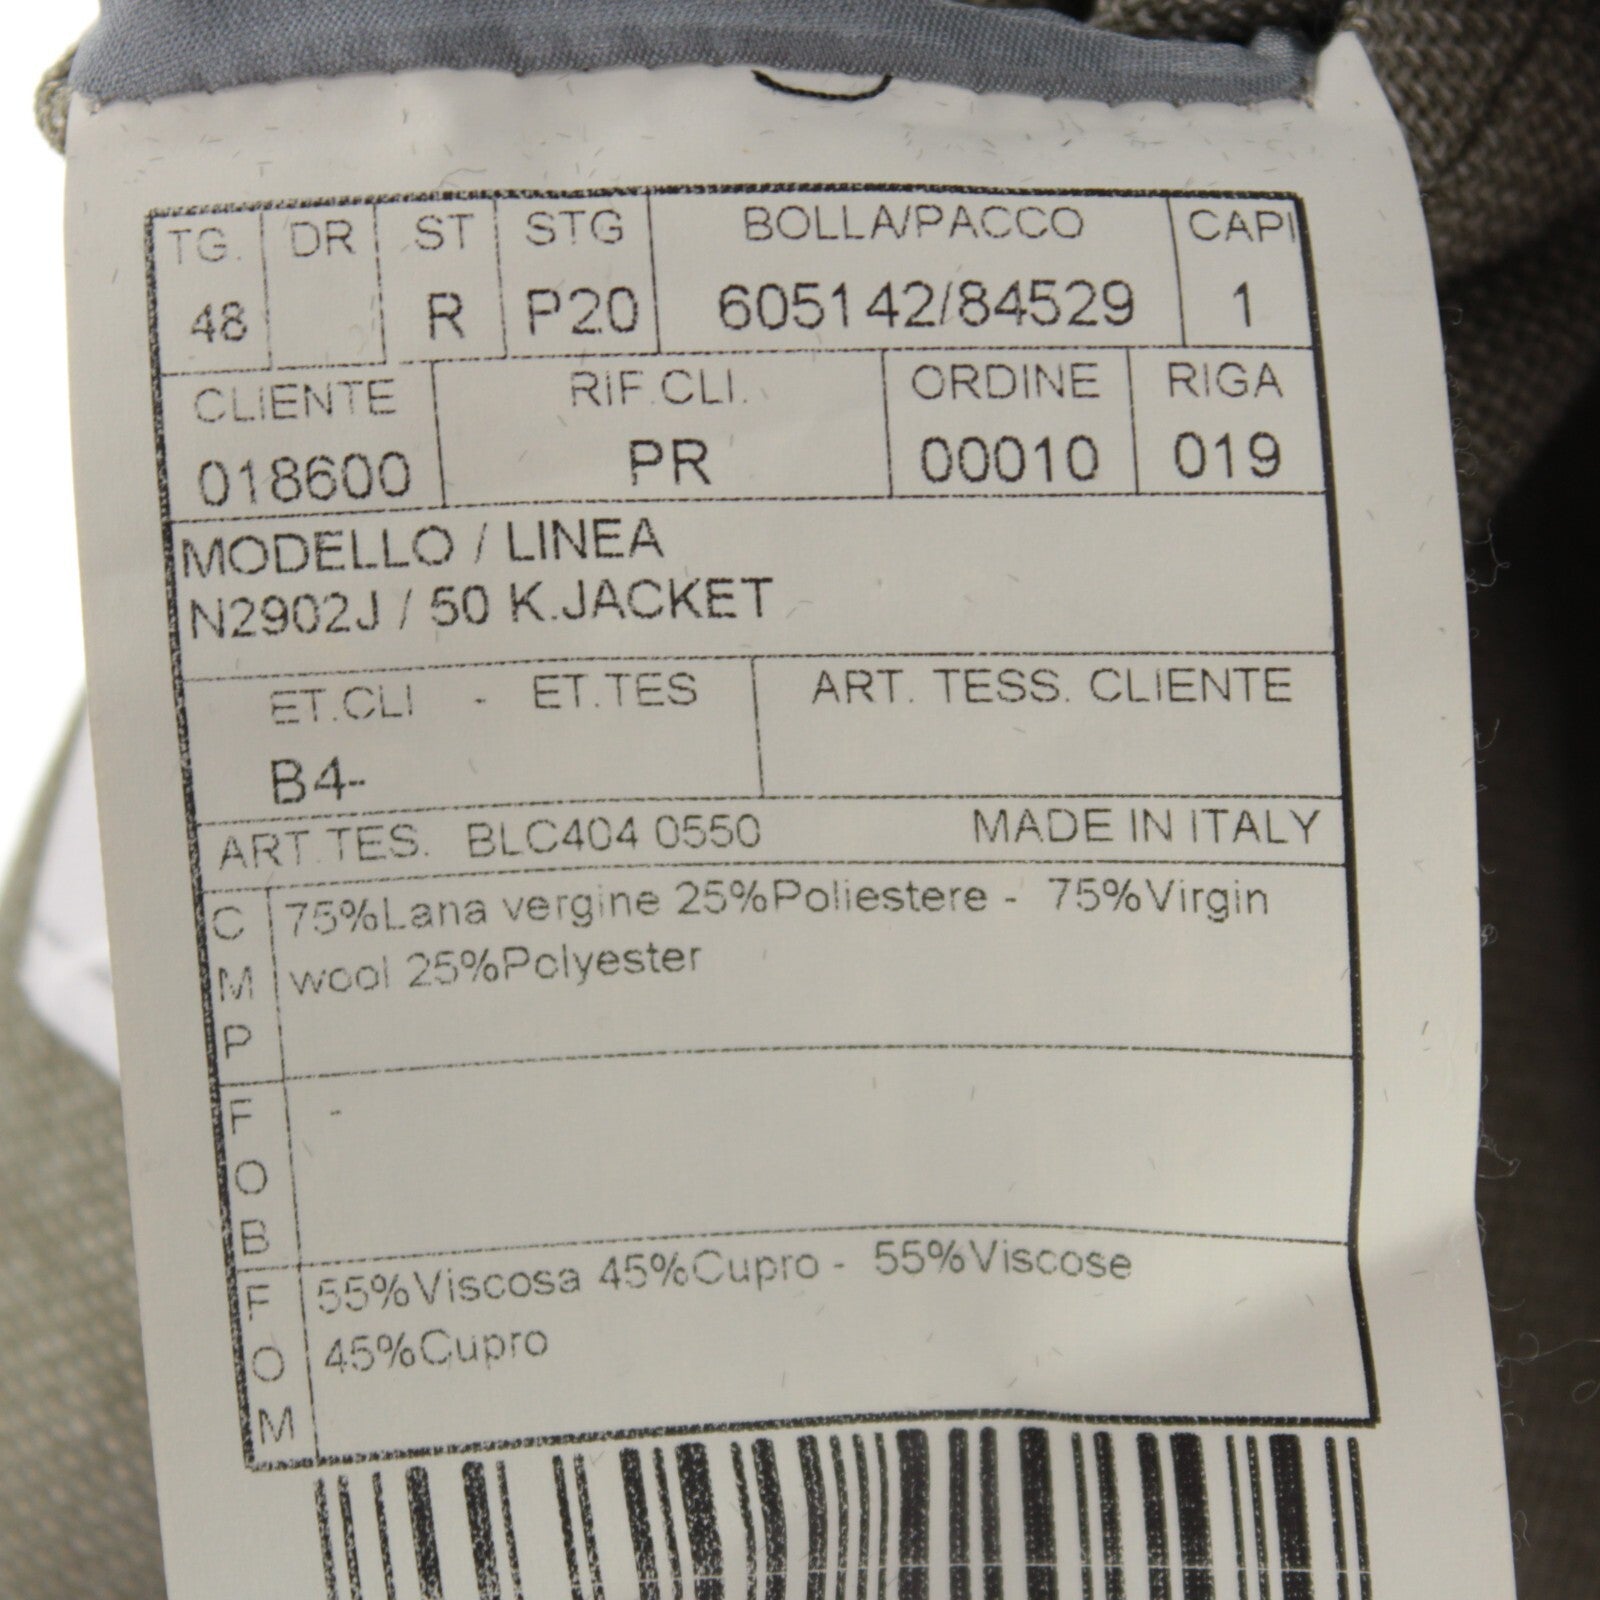 TG. DR ST STG BOLLA/PACCO CAPI
48 R P20 605142/84529 1
CLIENTE RIF.CLI. ORDINE RIGA
018600 PR 00010 019
MODELLO / LINEA
N2902J / 50 K.JACKET
ET.CLI - ET.TES ART. TESS. CLIENTE
B4-
ART.TES. BLC404 0550 MADE IN ITALY
CMP
75%Lana vergine 25%Poliestere - 75%Virgin
wool 25%Polyester
FOB
-
FOM
55%Viscosa 45%Cupro - 55%Viscose
45%Cupro